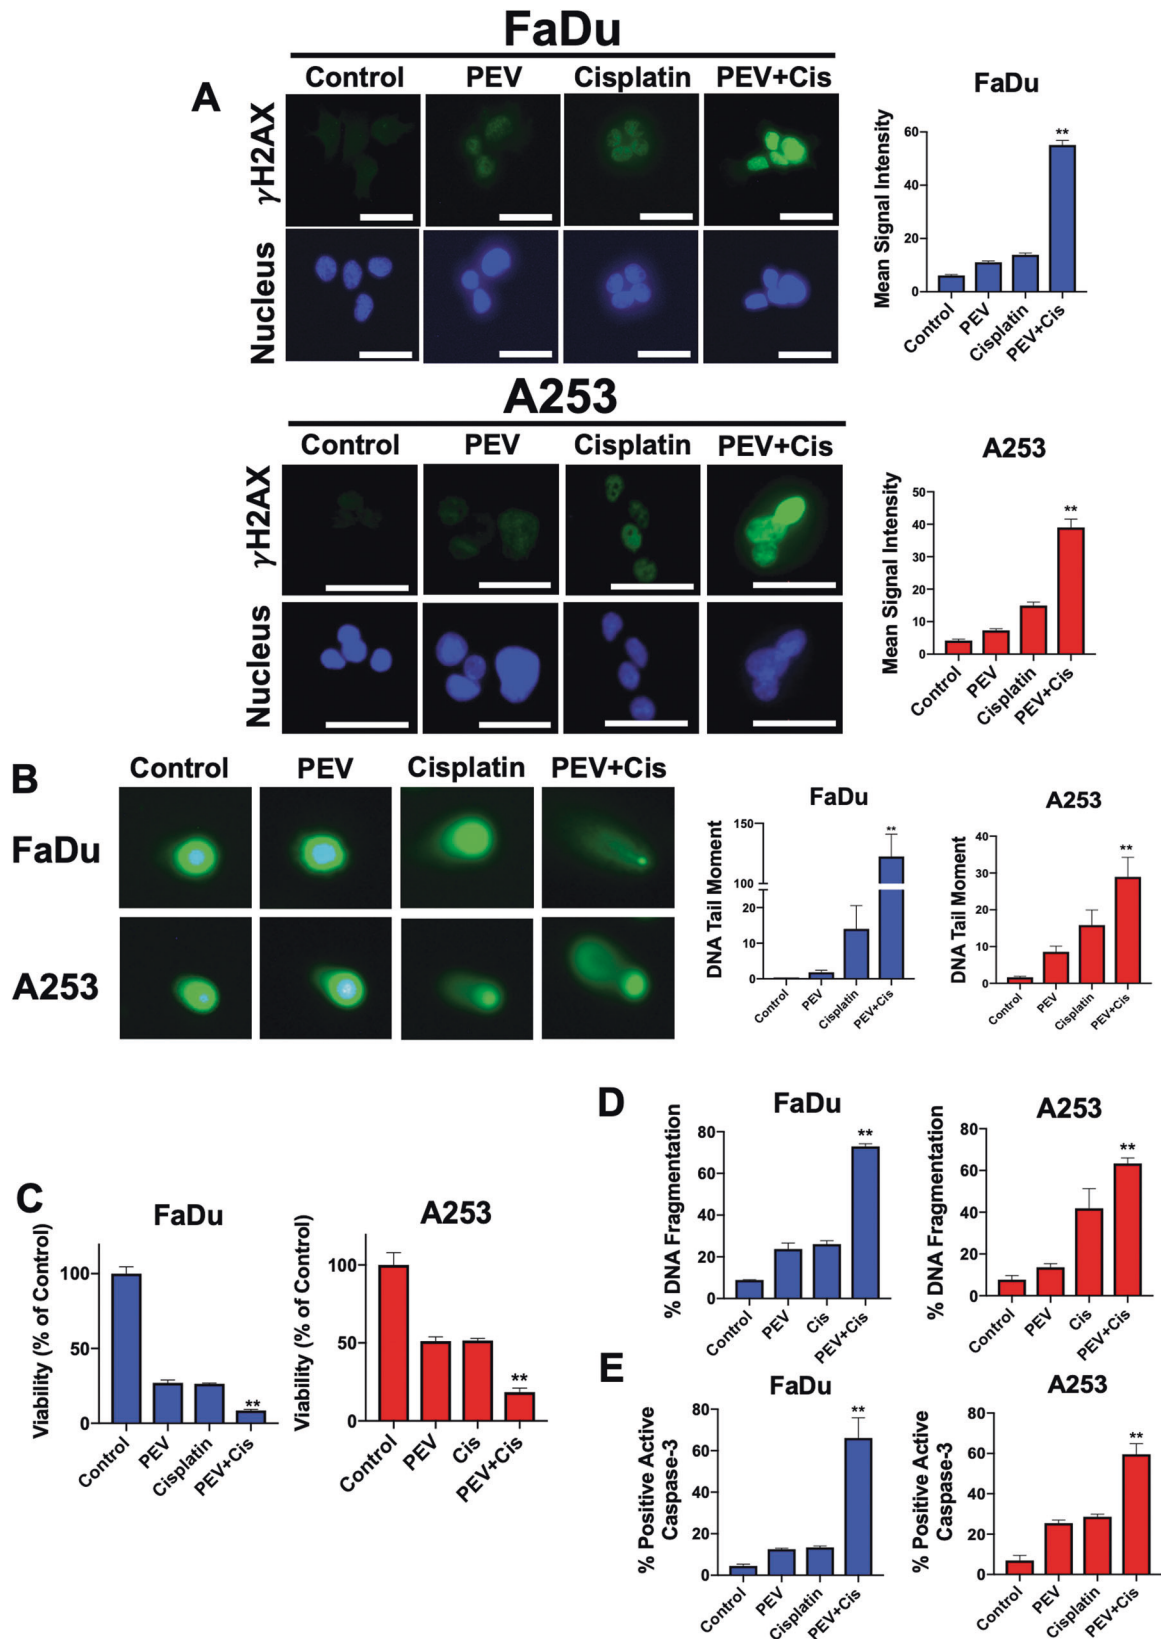 FaDu
Control PEV Cisplatin PEV+Cis
A
γH2AX
Nucleus
FaDu
Mean Signal Intensity
60
40
20
0
**
Control
PEV
Cisplatin
PEV+Cis
A253
Control PEV Cisplatin PEV+Cis
γH2AX
Nucleus
A253
Mean Signal Intensity
50
40
30
20
10
0
**
Control
PEV
Cisplatin
PEV+Cis
B
Control PEV Cisplatin PEV+Cis
FaDu
A253
FaDu
DNA Tail Moment
150
100
20
10
0
**
Control
PEV
Cisplatin
PEV+Cis
A253
DNA Tail Moment
40
30
20
10
0
**
Control
PEV
Cisplatin
PEV+Cis
C
FaDu
Viability (% of Control)
100
50
0
**
Control
PEV
Cisplatin
PEV+Cis
A253
Viability (% of Control)
100
50
0
**
Control
PEV
Cis
PEV+Cis
D
FaDu
% DNA Fragmentation
80
60
40
20
0
**
Control
PEV
Cis
PEV+Cis
A253
% DNA Fragmentation
80
60
40
20
0
**
Control
PEV
Cis
PEV+Cis
E
FaDu
% Positive Active
Caspase-3
80
60
40
20
0
**
Control
PEV
Cisplatin
PEV+Cis
A253
% Positive Active
Caspase-3
80
60
40
20
0
**
Control
PEV
Cisplatin
PEV+Cis